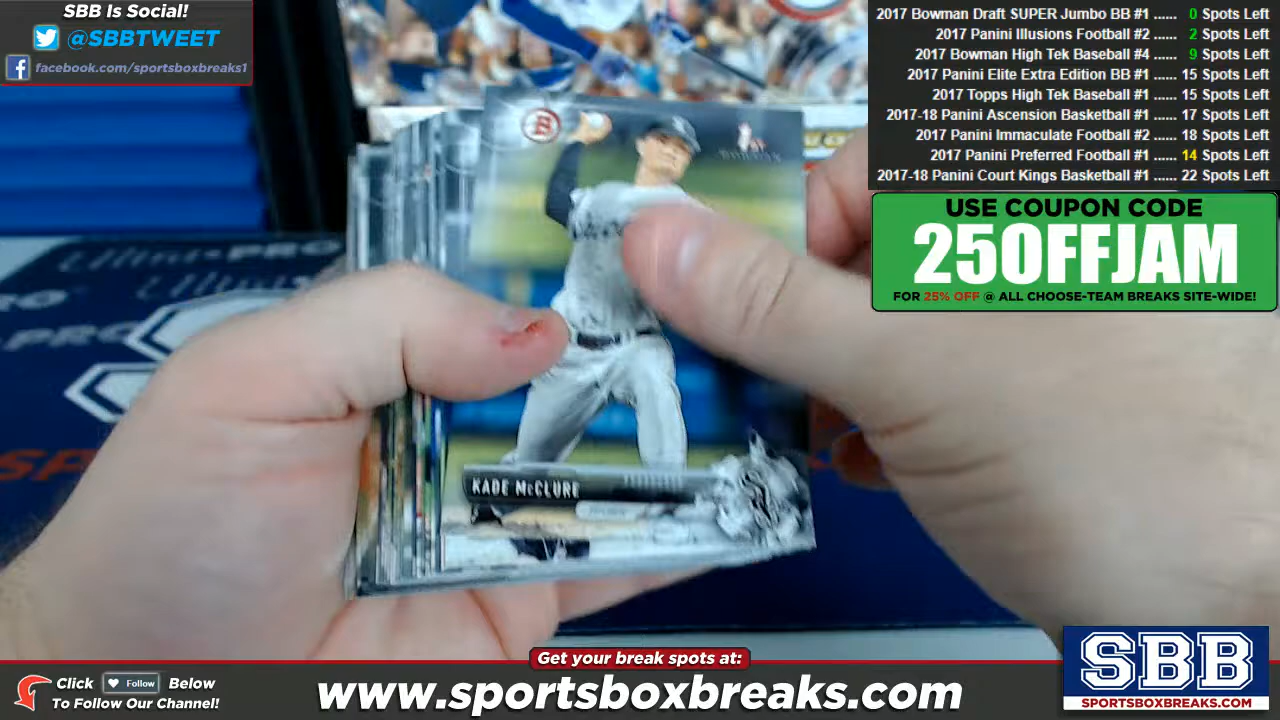 SBB Is Social!
@SBBTWEET
facebook.com/sportsboxbreaks1
2017 Bowman Draft SUPER Jumbo BB #1 ...... 0 Spots Left
2017 Panini Illusions Football #2 ...... 2 Spots Left
2017 Bowman High Tek Baseball #4 ...... 9 Spots Left
2017 Panini Elite Extra Edition BB #1 ...... 15 Spots Left
2017 Topps High Tek Baseball #1 ...... 15 Spots Left
2017-18 Panini Ascension Basketball #1 ...... 17 Spots Left
2017 Panini Immaculate Football #2 ...... 18 Spots Left
2017 Panini Preferred Football #1 ...... 14 Spots Left
2017-18 Panini Court Kings Basketball #1 ...... 22 Spots Left
USE COUPON CODE
25OFFJAM
FOR 25% OFF @ ALL CHOOSE-TEAM BREAKS SITE-WIDE!
B
1st
KADE McCLURE
PRO
Get your break spots at:
Click Follow Below
To Follow Our Channel!
www.sportsboxbreaks.com
SBB
SPORTSBOXBREAKS.COM